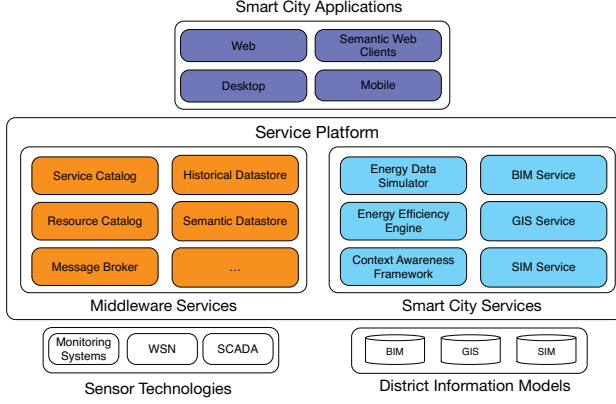 Smart City Applications
Web
Semantic Web
Clients
Desktop
Mobile
Service Platform
Service Catalog
Historical Datastore
Resource Catalog
Semantic Datastore
Message Broker
...
Middleware Services
Energy Data
Simulator
BIM Service
Energy Efficiency
Engine
GIS Service
Context Awareness
Framework
SIM Service
Smart City Services
Monitoring
Systems
WSN
SCADA
Sensor Technologies
BIM
GIS
SIM
District Information Models